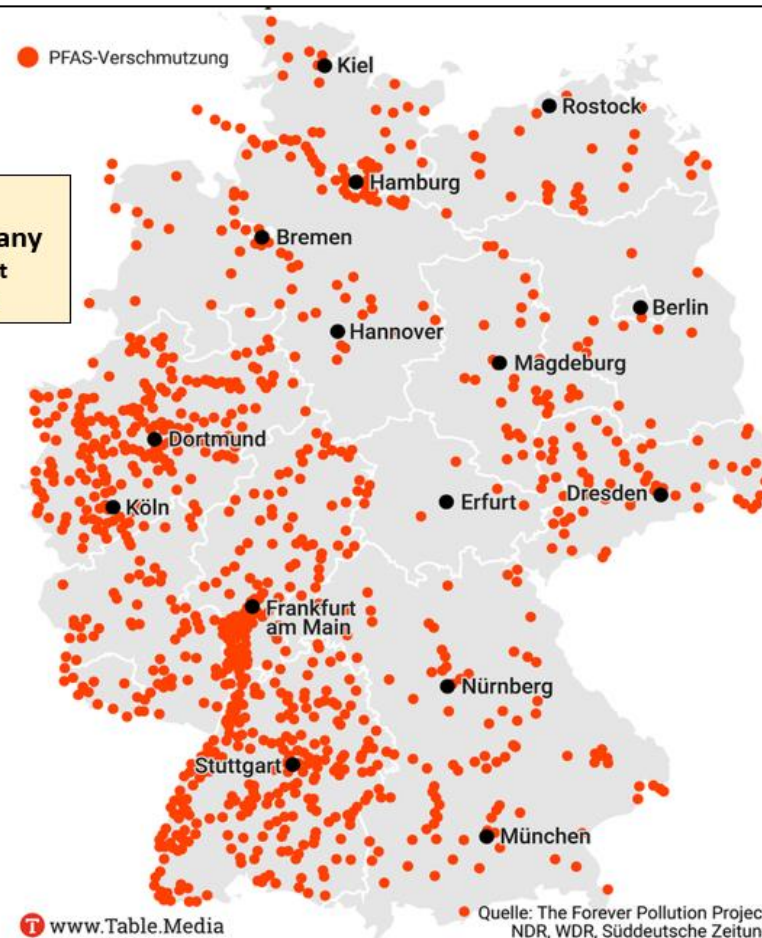 PFAS-Verschmutzung
Kiel
Rostock
Hamburg
any
t
Bremen
Berlin
Hannover
Magdeburg
Dortmund
Dresden
Erfurt
Köln
Frankfurt
am Main
Nürnberg
Stuttgart
München
www.Table.Media
Quelle: The Forever Pollution Projec
NDR, WDR, Süddeutsche Zeitun